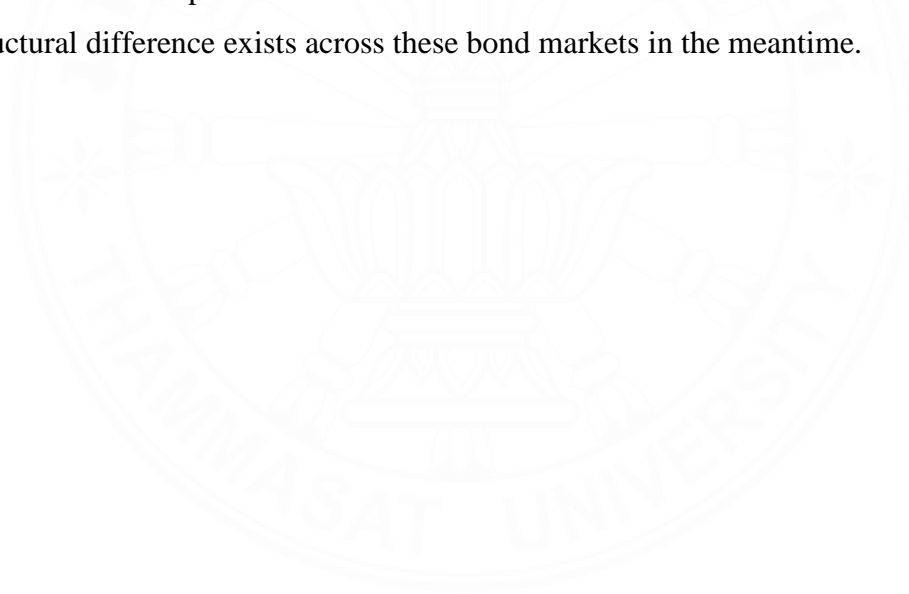 uctural difference exists across these bond markets in the meantime.
THAMMASAT UNIVERSITY